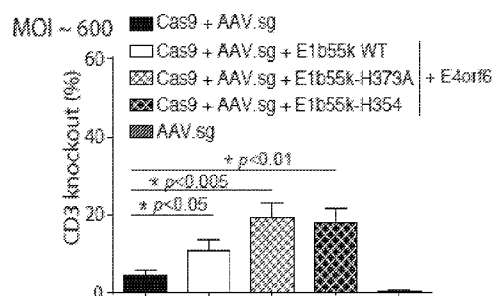 MOI ~ 600
Cas9 + AAV.sg
Cas9 + AAV.sg + E1b55k WT
Cas9 + AAV.sg + E1b55k-H373A
Cas9 + AAV.sg + E1b55k-H354
+ E4orf6
AAV.sg
CD3 knockout (%)
60
40
20
0
* p<0.01
* p<0.005
* p<0.05